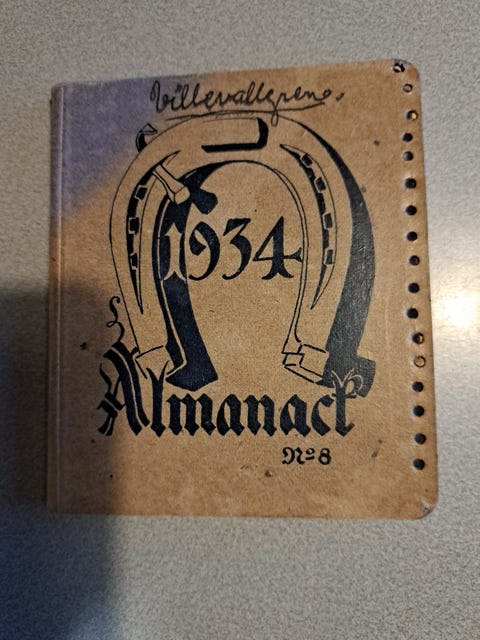 Villevallgrens.
1934
Almanack
No 8